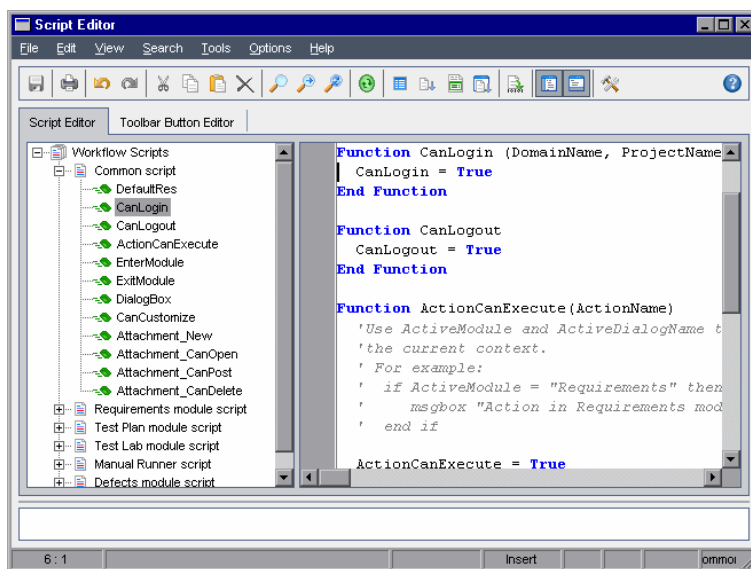 Script Editor
File Edit View Search Tools Options Help
Script Editor Toolbar Button Editor
Workflow Scripts
Common script
DefaultRes
CanLogin
CanLogout
ActionCanExecute
EnterModule
ExitModule
DialogBox
CanCustomize
Attachment_New
Attachment_CanOpen
Attachment_CanPost
Attachment_CanDelete
Requirements module script
Test Plan module script
Test Lab module script
Manual Runner script
Defects module script
Function CanLogin (DomainName, ProjectName
CanLogin = True
End Function
Function CanLogout
CanLogout = True
End Function
Function ActionCanExecute(ActionName)
'Use ActiveModule and ActiveDialogName t
'the current context.
' For example:
' if ActiveModule = "Requirements" then
' msgbox "Action in Requirements mod
' end if
ActionCanExecute = True
6 : 1 Insert